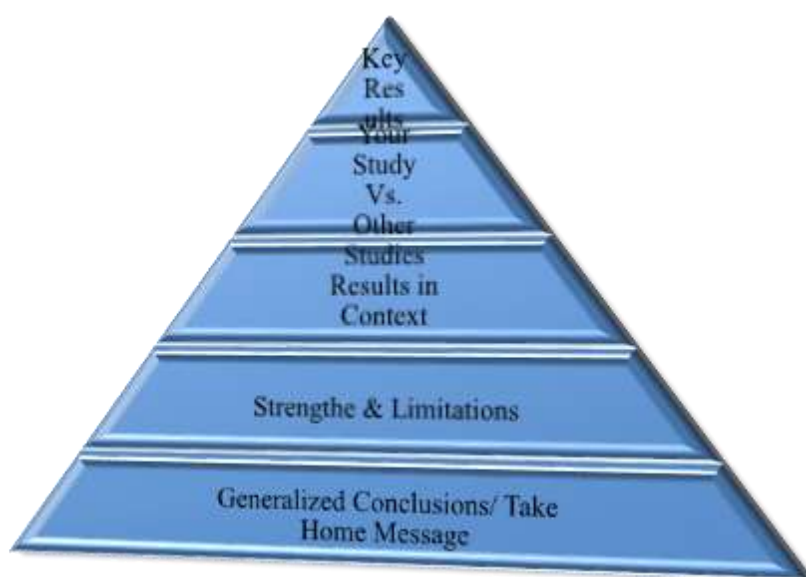 Key
Res
ults
Your
Study
Vs.
Other
Studies
Results in
Context
Strengthe & Limitations
Generalized Conclusions/ Take
Home Message